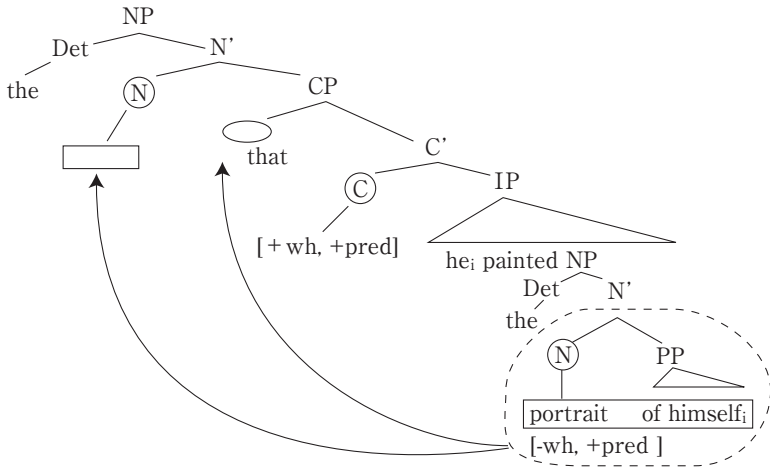 NP
Det N'
the N CP
that C'
C IP
[+wh, +pred]
heᵢ painted NP
Det N'
the
N PP
portrait of himselfᵢ
[-wh, +pred ]